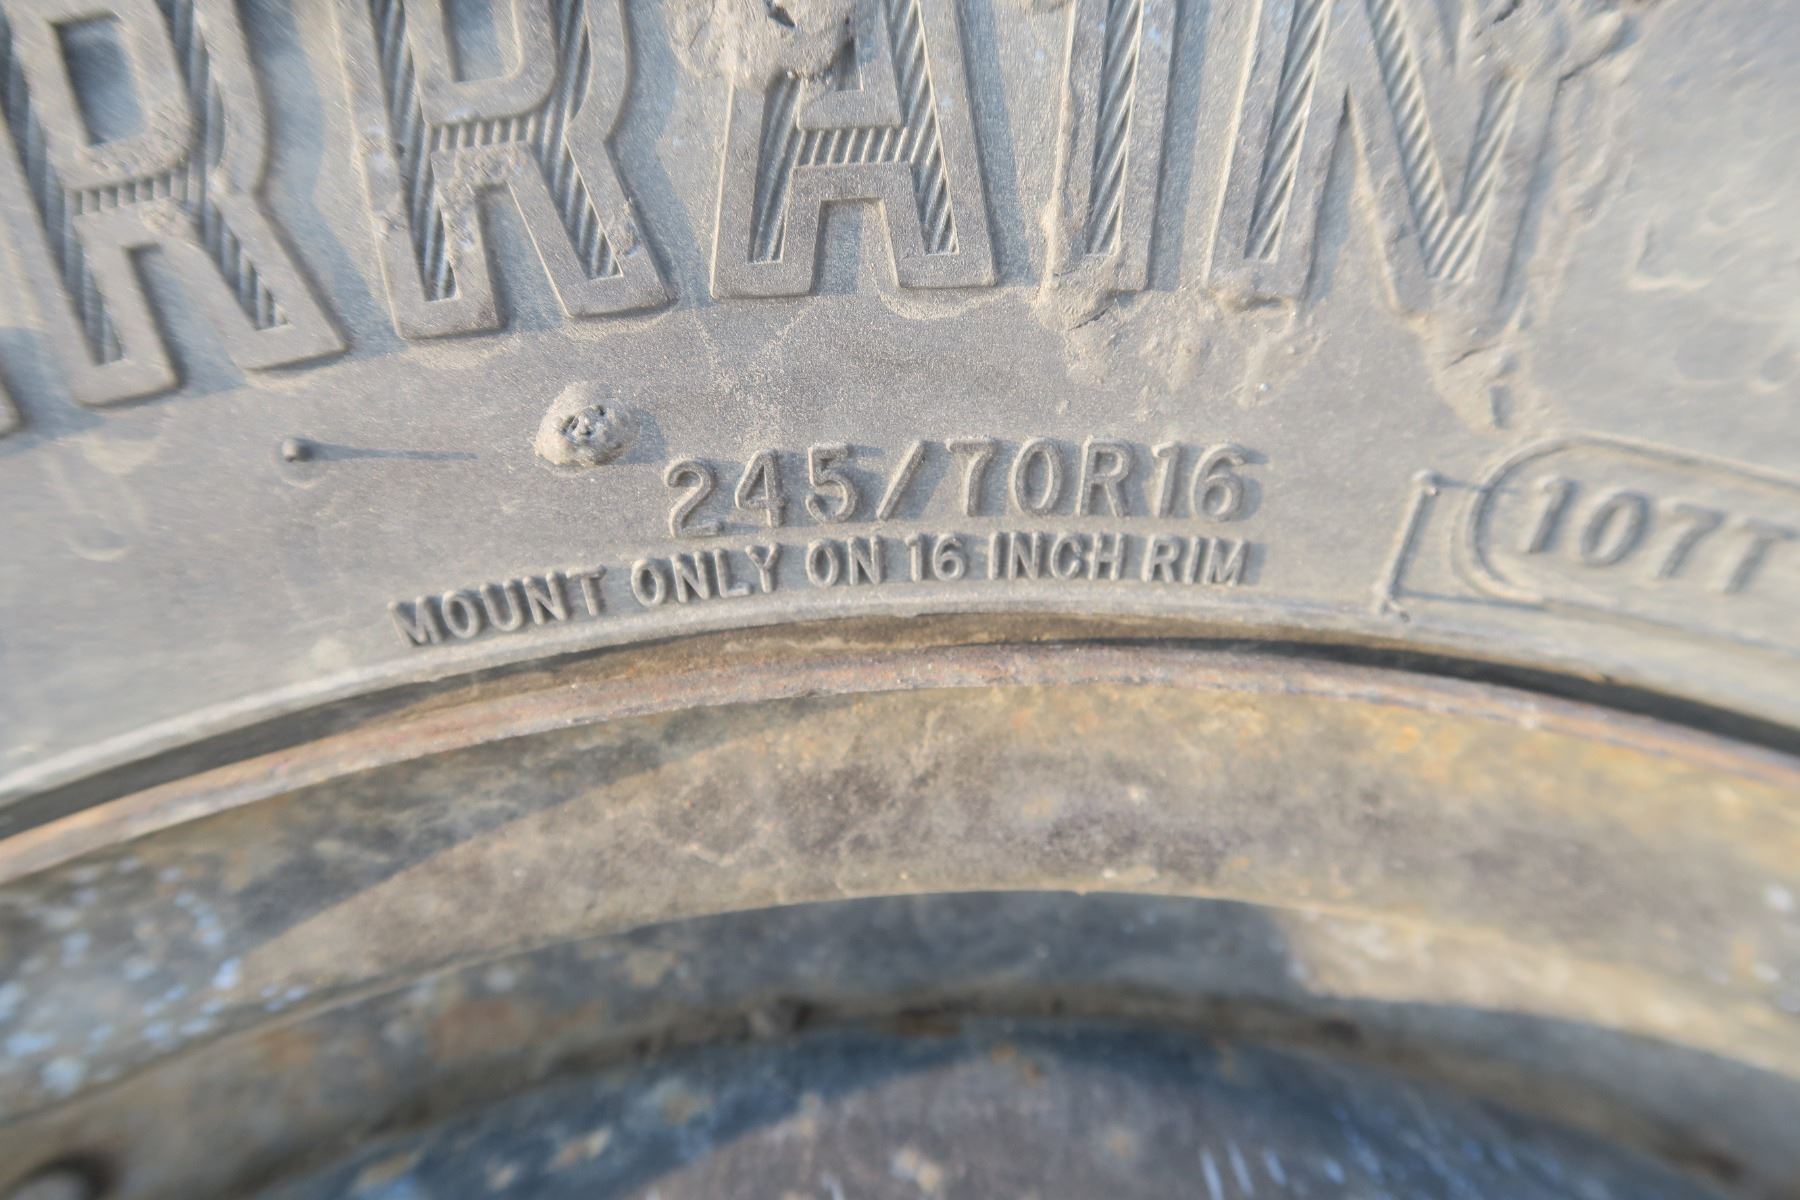 RRAIN
245/70R16
MOUNT ONLY ON 16 INCH RIM
107T